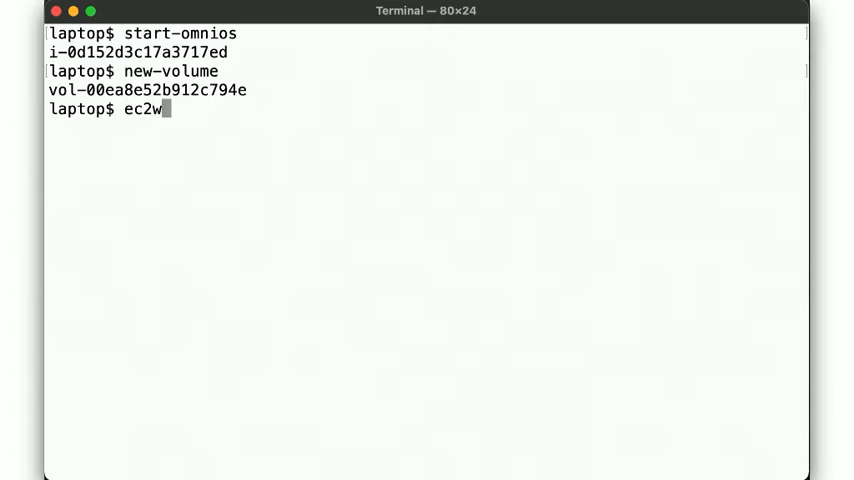 Terminal — 80×24
laptop$ start-omnios
i-0d152d3c17a3717ed
laptop$ new-volume
vol-00ea8e52b912c794e
laptop$ ec2w